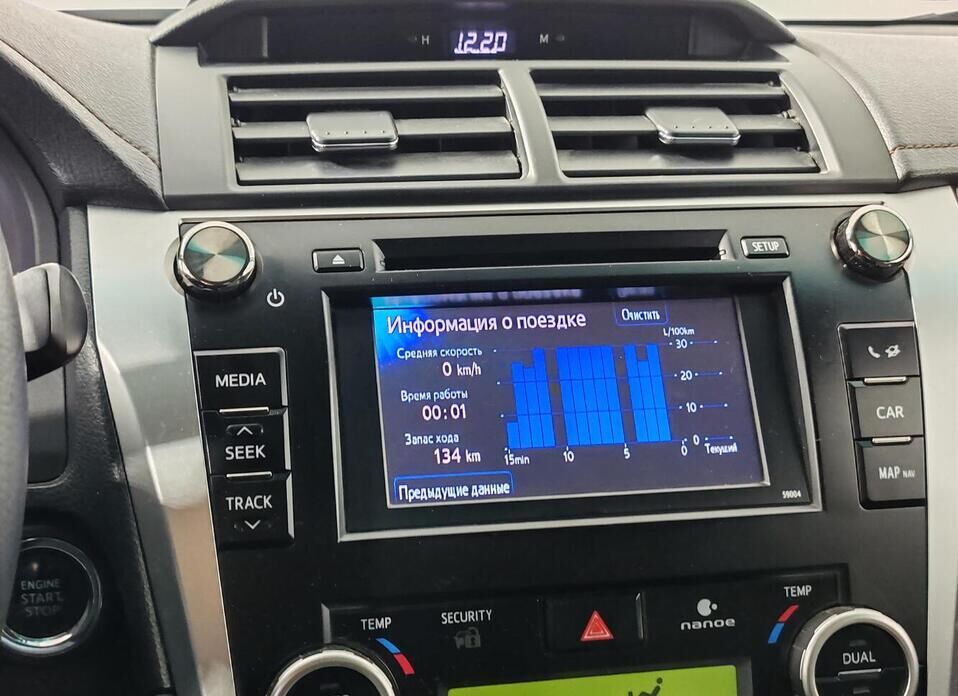 H 12:20 M
SETUP
MEDIA
SEEK
TRACK
CAR
MAP NAV
Информация о поездке
Очистить
Средняя скорость
0 km/h
Время работы
00:01
Запас хода
134 km
Предыдущие данные
L/100km
30
20
10
0
15min 10 5 0 Текущий
59004
ENGINE
START
STOP
TEMP
SECURITY
nanoe
TEMP
DUAL